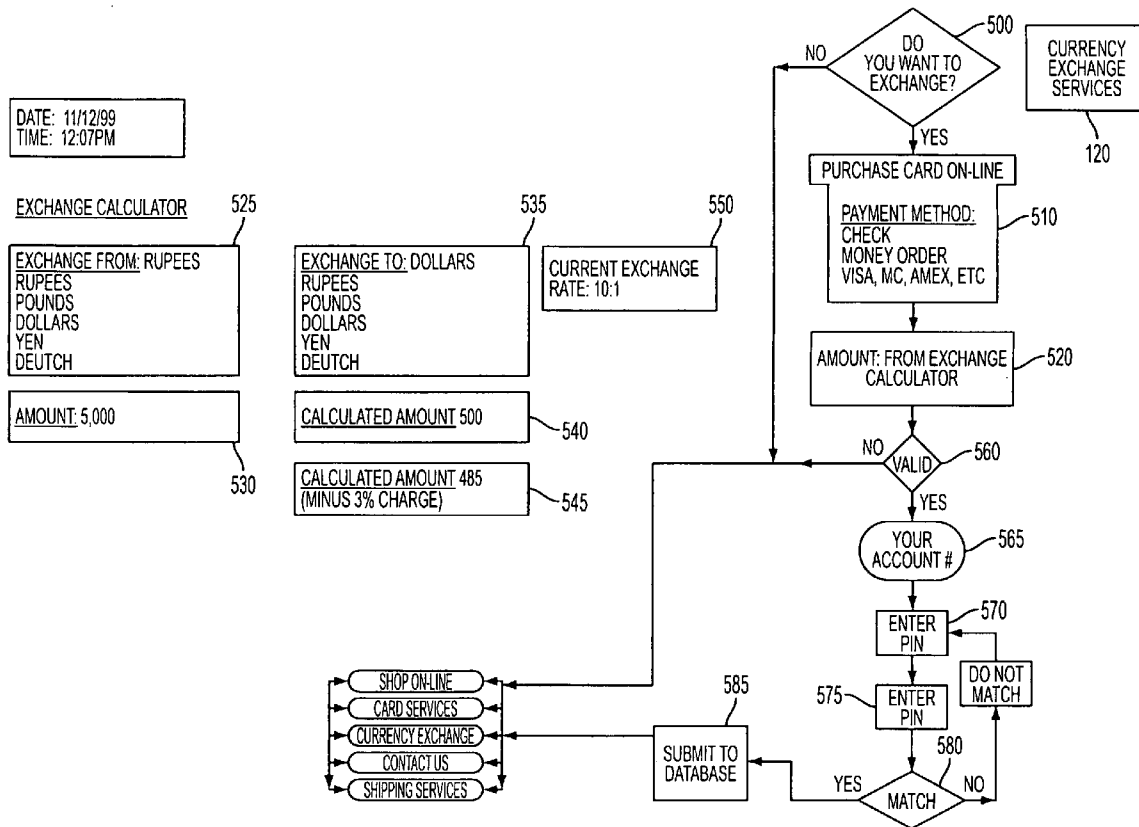 500
DO
YOU WANT TO
EXCHANGE?
NO
YES
CURRENCY
EXCHANGE
SERVICES
120
DATE: 11/12/99
TIME: 12:07PM
EXCHANGE CALCULATOR
525
EXCHANGE FROM: RUPEES
RUPEES
POUNDS
DOLLARS
YEN
DEUTCH
AMOUNT: 5,000
530
535
EXCHANGE TO: DOLLARS
RUPEES
POUNDS
DOLLARS
YEN
DEUTCH
550
CURRENT EXCHANGE
RATE: 10:1
CALCULATED AMOUNT 500
540
CALCULATED AMOUNT 485
(MINUS 3% CHARGE)
545
PURCHASE CARD ON-LINE
PAYMENT METHOD:
CHECK
MONEY ORDER
VISA, MC, AMEX, ETC
510
AMOUNT: FROM EXCHANGE
CALCULATOR
520
NO
VALID
560
YES
YOUR
ACCOUNT #
565
ENTER
PIN
570
DO NOT
MATCH
575
ENTER
PIN
580
YES
MATCH
NO
585
SUBMIT TO
DATABASE
SHOP ON-LINE
CARD SERVICES
CURRENCY EXCHANGE
CONTACT US
SHIPPING SERVICES